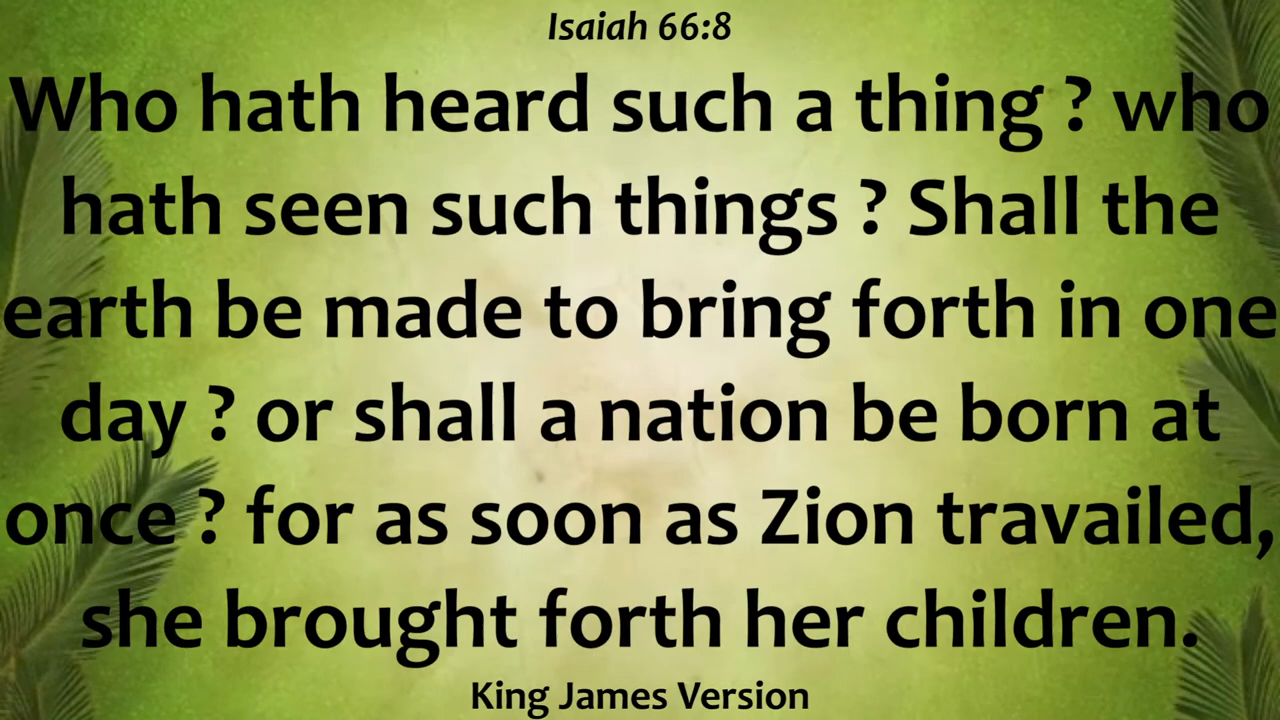 Isaiah 66:8
Who hath heard such a thing ? who
hath seen such things ? Shall the
earth be made to bring forth in one
day ? or shall a nation be born at
once ? for as soon as Zion travailed,
she brought forth her children.
King James Version